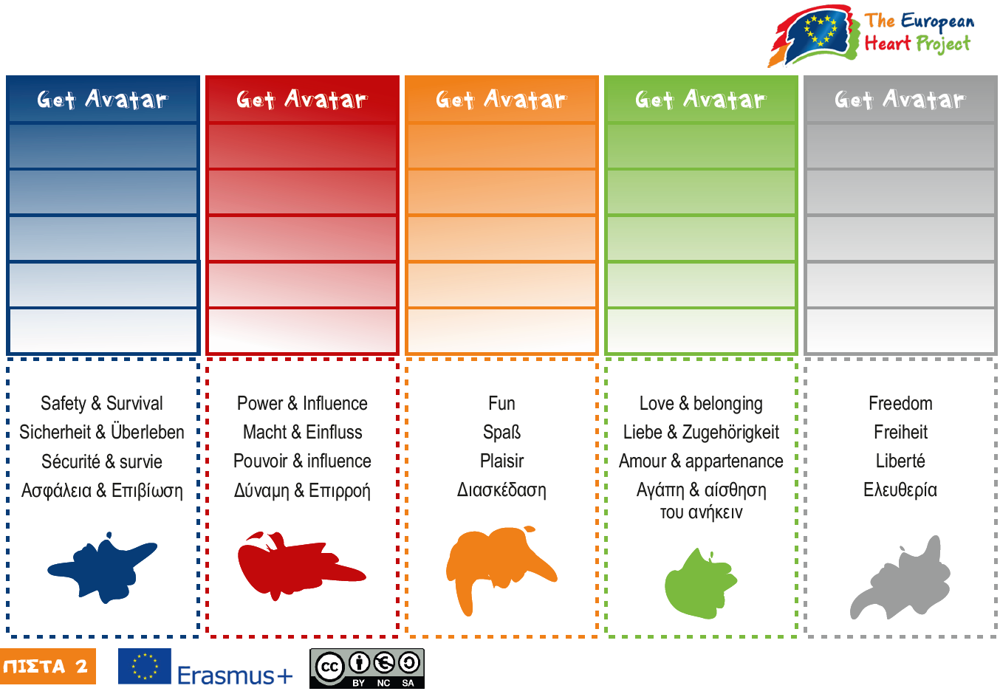 The European
Heart Project
Get Avatar
Get Avatar
Get Avatar
Get Avatar
Get Avatar
Safety & Survival
Sicherheit & Überleben
Sécurité & survie
Ασφάλεια & Επιβίωση
Power & Influence
Macht & Einfluss
Pouvoir & influence
Δύναμη & Επιρροή
Fun
Spaß
Plaisir
Διασκέδαση
Love & belonging
Liebe & Zugehörigkeit
Amour & appartenance
Αγάπη & αίσθηση
του ανήκειν
Freedom
Freiheit
Liberté
Ελευθερία
ΠΙΣΤΑ 2
Erasmus+
cc
BY NC SA